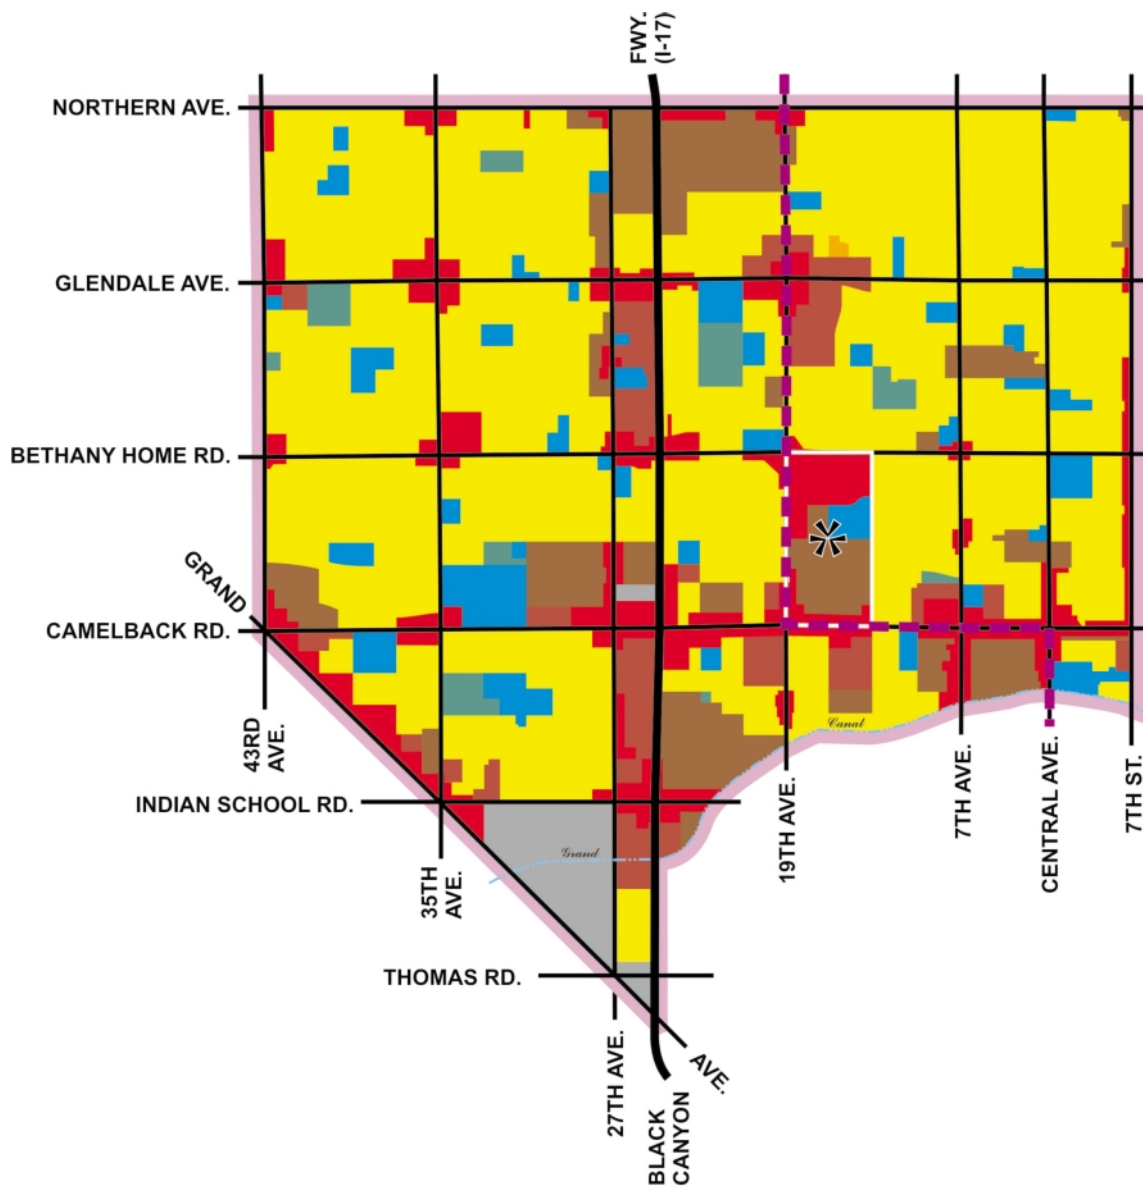 FWY.
(I-17)
NORTHERN AVE.
GLENDALE AVE.
BETHANY HOME RD.
GRAND
CAMELBACK RD.
43RD
AVE.
Canal
INDIAN SCHOOL RD.
Grand
35TH
AVE.
19TH AVE.
7TH AVE.
CENTRAL AVE.
7TH ST.
THOMAS RD.
27TH AVE.
AVE.
BLACK
CANYON